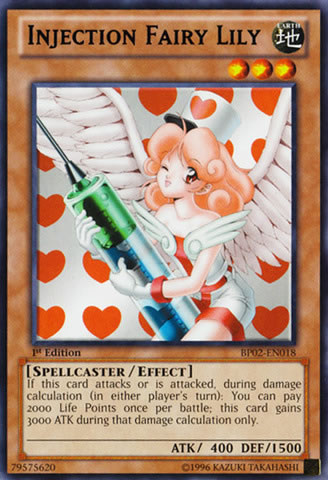 INJECTION FAIRY LILY
EARTH
地
1st Edition
BP02-EN018
[SPELLCASTER / EFFECT]
If this card attacks or is attacked, during damage
calculation (in either player's turn): You can pay
2000 Life Points once per battle; this card gains
3000 ATK during that damage calculation only.
ATK/ 400 DEF/1500
79575620
©1996 KAZUKI TAKAHASHI